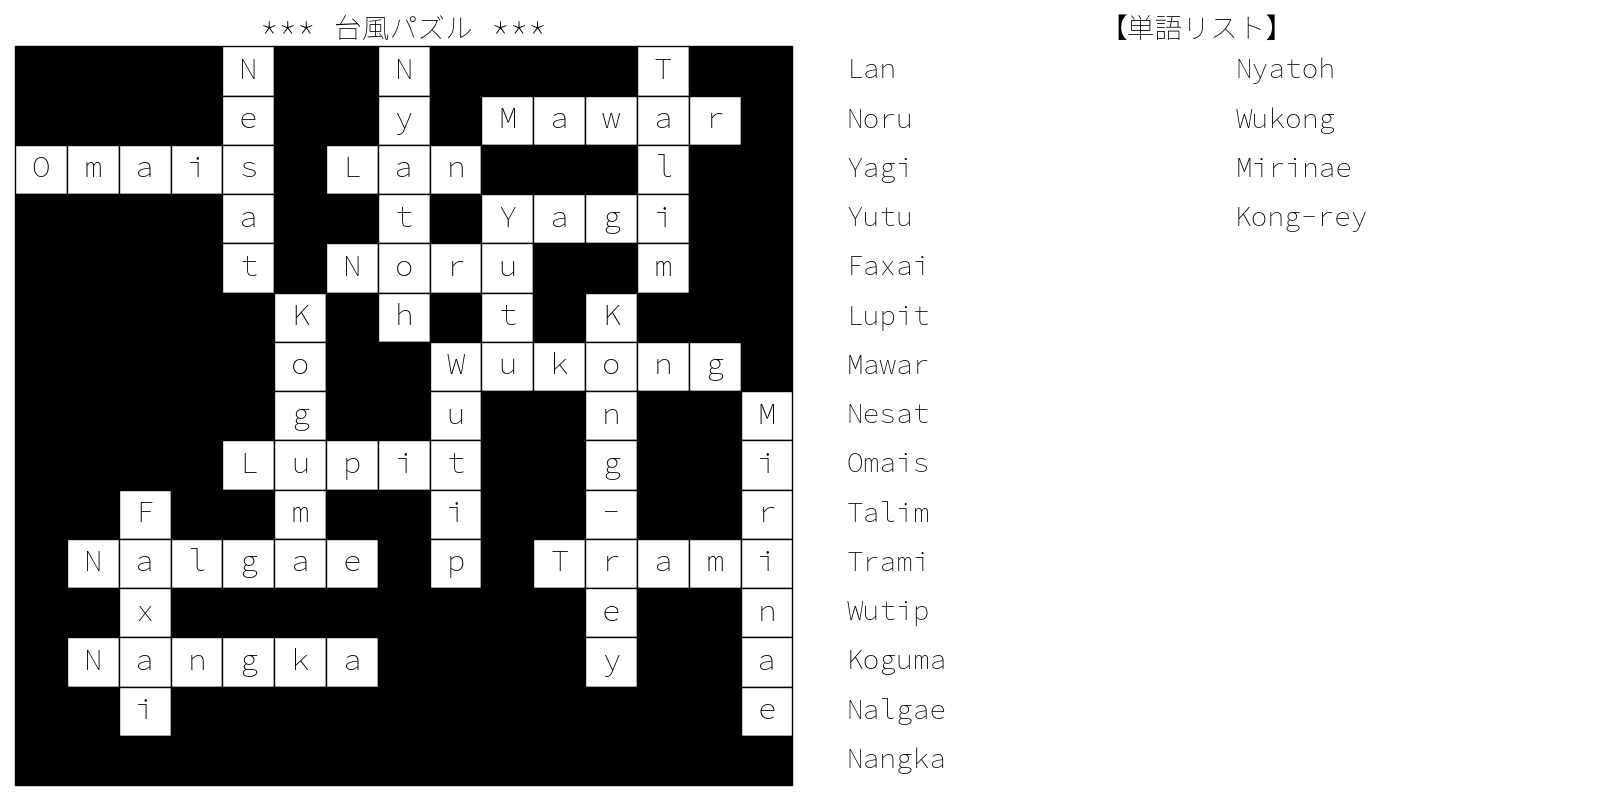 *** 台風パズル ***
【単語リスト】
N N T
e y M a w a r
O m a i s L a n l
a t Y a g i
t N o r u m
K h t K
o W u k o n g
g u n M
L u p i t g i
F m i - r
N a l g a e p T r a m i
x e n
N a n g k a y a
i e
Lan Nyatoh
Noru Wukong
Yagi Mirinae
Yutu Kong-rey
Faxai
Lupit
Mawar
Nesat
Omais
Talim
Trami
Wutip
Koguma
Nalgae
Nangka